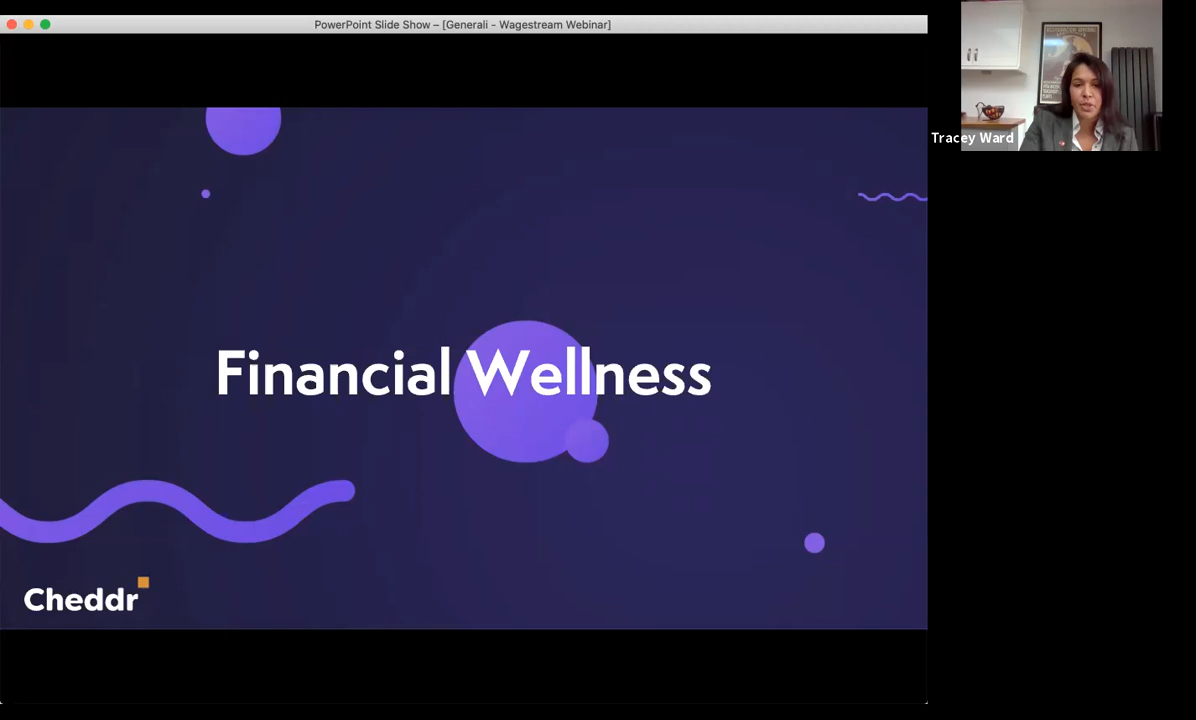 PowerPoint Slide Show – [Generali - Wagestream Webinar]
Tracey Ward
Financial Wellness
Cheddr